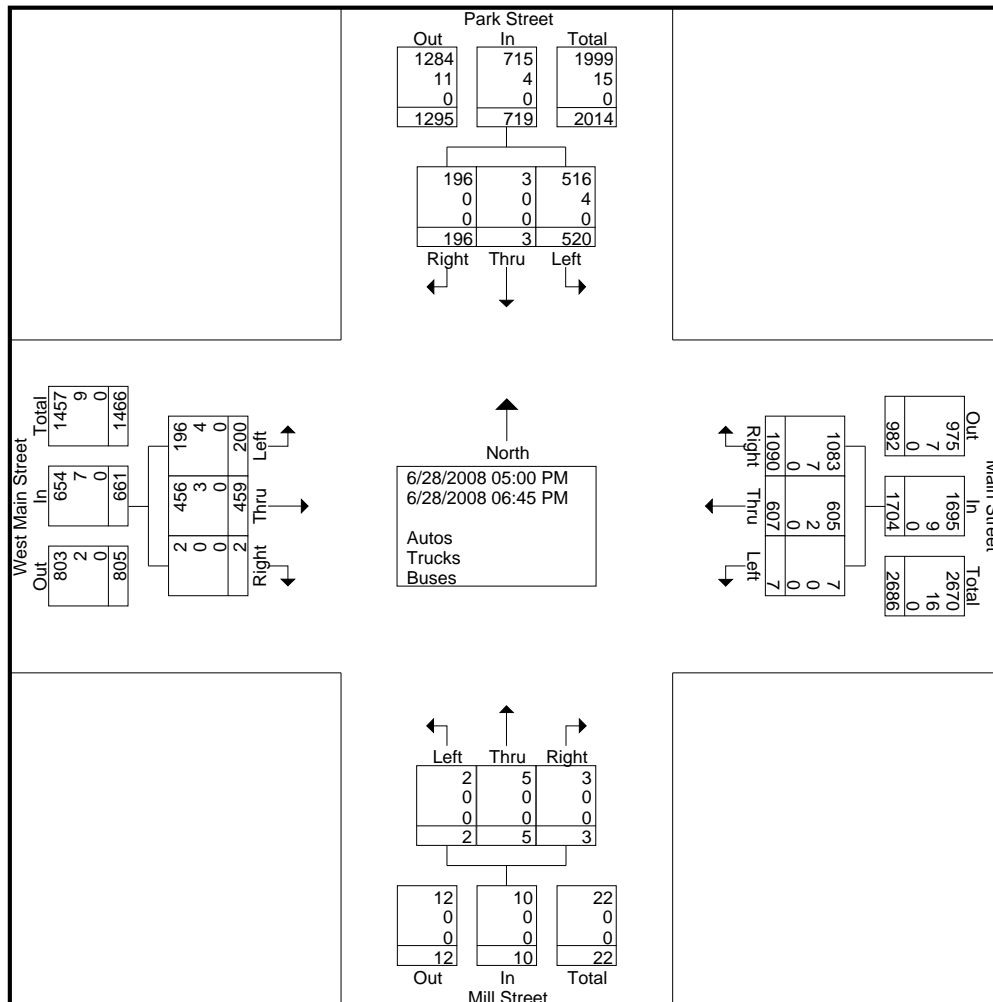 Park Street
Out In Total
1284 715 1999
11 4 15
0 0 0
1295 719 2014
196 3 516
0 0 4
0 0 0
196 3 520
Right Thru Left
West Main Street
Total In Out
1457 654 803
9 7 2
0 0 0
1466 661 805
196 456 2
4 3 0
0 0 0
200 459 2
Left Thru Right
North
6/28/2008 05:00 PM
6/28/2008 06:45 PM
Autos
Trucks
Buses
Right Thru Left
1083 605 7
7 2 0
0 0 0
1090 607 7
Main Street
Out In Total
975 1695 2670
7 9 16
0 0 0
982 1704 2686
Left Thru Right
2 5 3
0 0 0
0 0 0
2 5 3
12 10 22
0 0 0
0 0 0
12 10 22
Out In Total
Mill Street